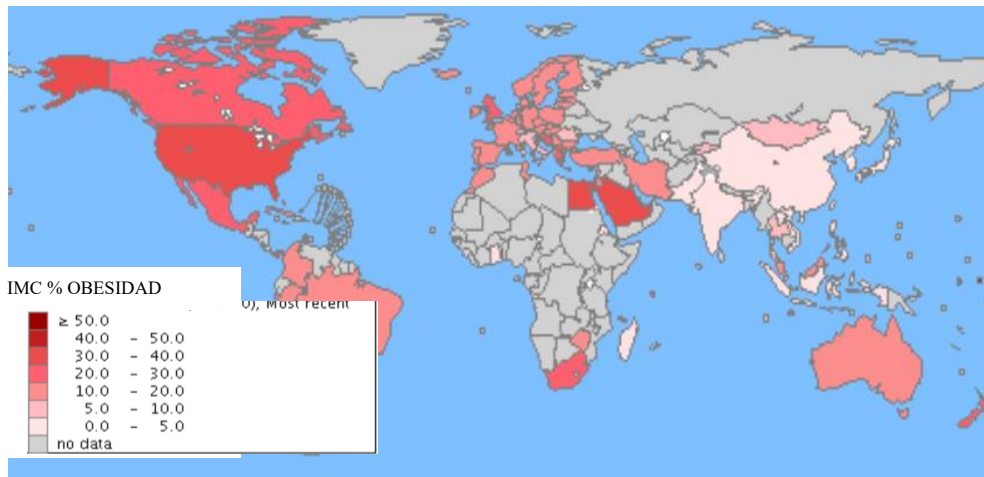 IMC % OBESIDAD
0), Most recent
≥ 50.0
40.0 - 50.0
30.0 - 40.0
20.0 - 30.0
10.0 - 20.0
5.0 - 10.0
0.0 - 5.0
no data